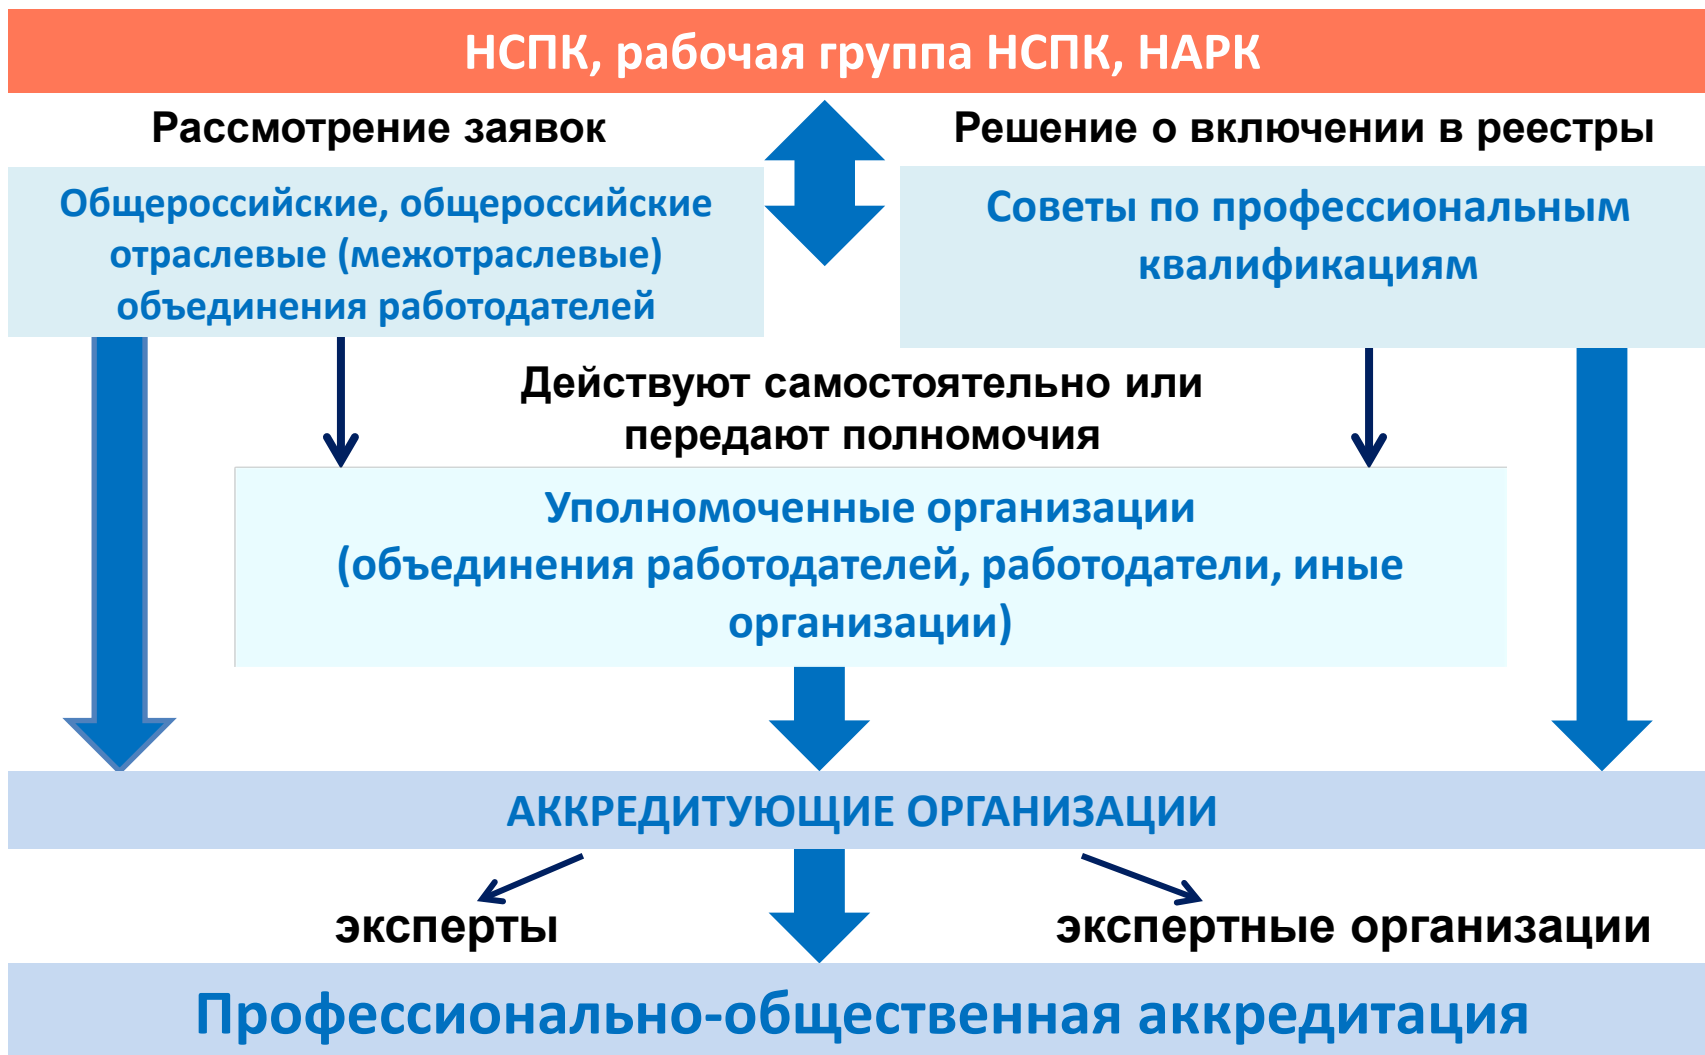 НСПК, рабочая группа НСПК, НАРК
Рассмотрение заявок
Решение о включении в реестры
Общероссийские, общероссийские
отраслевые (межотраслевые)
объединения работодателей
Советы по профессиональным
квалификациям
Действуют самостоятельно или
передают полномочия
Уполномоченные организации
(объединения работодателей, работодатели, иные
организации)
АККРЕДИТУЮЩИЕ ОРГАНИЗАЦИИ
эксперты
экспертные организации
Профессионально-общественная аккредитация